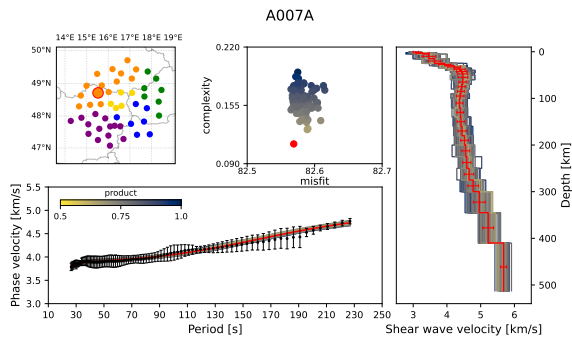 A007A
14°E 15°E 16°E 17°E 18°E 19°E
50°N
49°N
48°N
47°N
complexity
0.220
0.155
0.090
82.5 82.6 82.7
misfit
0
100
200
300
400
500
Depth [km]
2 3 4 5 6
Shear wave velocity [km/s]
Phase velocity [km/s]
5.5
5.0
4.5
4.0
3.5
3.0
product
0.5 0.75 1.0
10 30 50 70 90 110 130 150 170 190 210 230 250
Period [s]